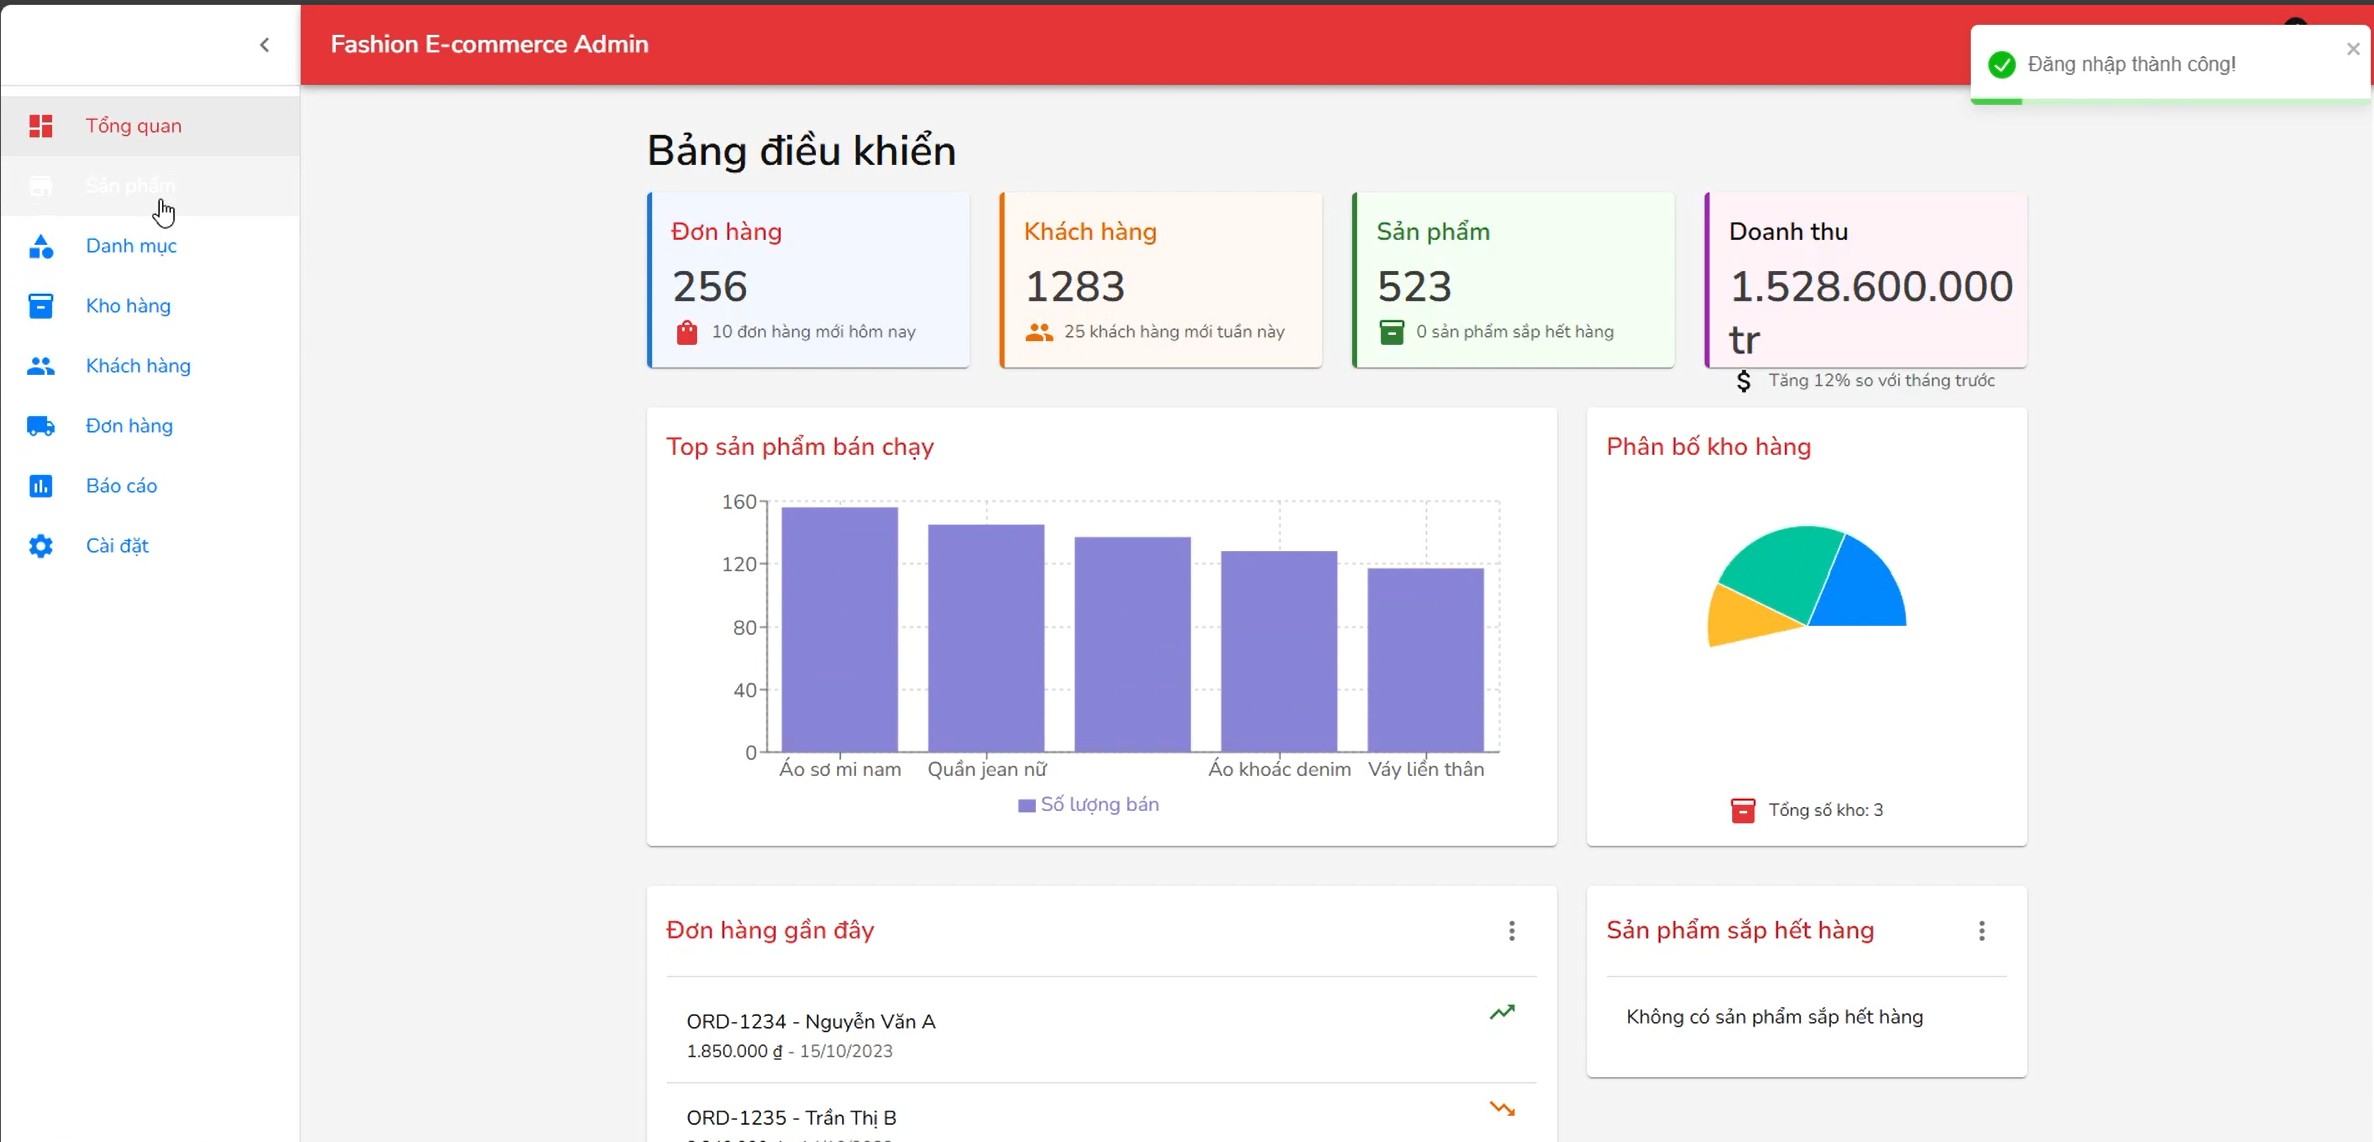 Fashion E-commerce Admin
Đăng nhập thành công!
Tổng quan
Sản phẩm
Danh mục
Kho hàng
Khách hàng
Đơn hàng
Báo cáo
Cài đặt
Bảng điều khiển
Đơn hàng
256
10 đơn hàng mới hôm nay
Khách hàng
1283
25 khách hàng mới tuần này
Sản phẩm
523
0 sản phẩm sắp hết hàng
Doanh thu
1.528.600.000
tr
$ Tăng 12% so với tháng trước
Top sản phẩm bán chạy
160
120
80
40
0
Áo sơ mi nam Quần jean nữ Áo khoác denim Váy liền thân
Số lượng bán
Phân bố kho hàng
Tổng số kho: 3
Đơn hàng gần đây
ORD-1234 - Nguyễn Văn A
1.850.000 ₫ - 15/10/2023
ORD-1235 - Trần Thị B
Sản phẩm sắp hết hàng
Không có sản phẩm sắp hết hàng